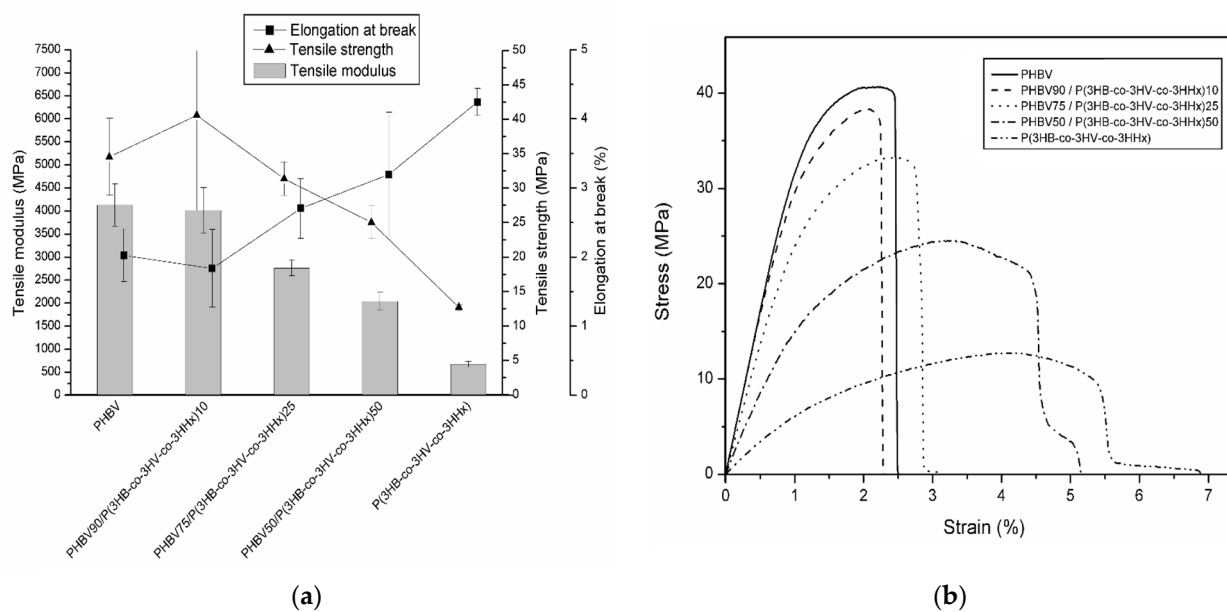 Elongation at break
Tensile strength
Tensile modulus
Tensile modulus (MPa)
7500
7000
6500
6000
5500
5000
4500
4000
3500
3000
2500
2000
1500
1000
500
0
50
45
40
35
30
25
20
15
10
5
0
Tensile strength (MPa)
5
4
3
2
1
0
Elongation at break (%)
PHBV
PHBV90/P(3HB-co-3HV-co-3HHx)10
PHBV75/P(3HB-co-3HV-co-3HHx)25
PHBV50/P(3HB-co-3HV-co-3HHx)50
P(3HB-co-3HV-co-3HHx)
(a)
PHBV
PHBV90 / P(3HB-co-3HV-co-3HHx)10
PHBV75 / P(3HB-co-3HV-co-3HHx)25
PHBV50 / P(3HB-co-3HV-co-3HHx)50
P(3HB-co-3HV-co-3HHx)
Stress (MPa)
40
30
20
10
0
0 1 2 3 4 5 6 7
Strain (%)
(b)